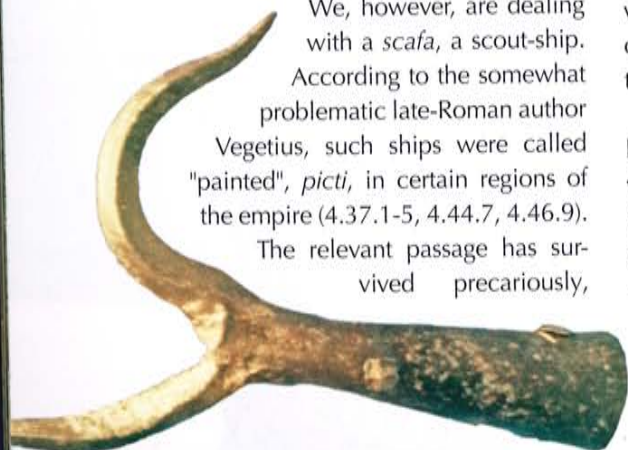 We, however, are dealing
with a scafa, a scout-ship.
According to the somewhat
problematic late-Roman author
Vegetius, such ships were called
"painted", picti, in certain regions of
the empire (4.37.1-5, 4.44.7, 4.46.9).
The relevant passage has sur-
vived precariously,